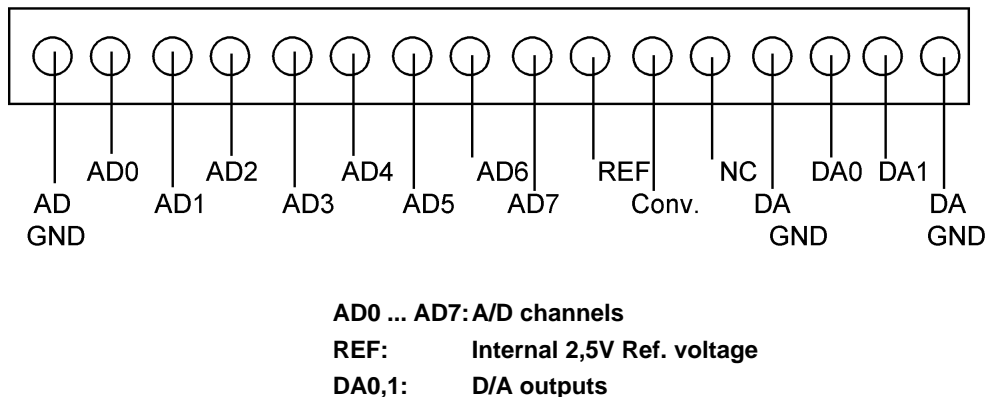 AD0 AD2 AD4 AD6 REF NC DA0 DA1
AD AD1 AD3 AD5 AD7 Conv. DA DA
GND GND GND
AD0 ... AD7: A/D channels
REF: Internal 2,5V Ref. voltage
DA0,1: D/A outputs